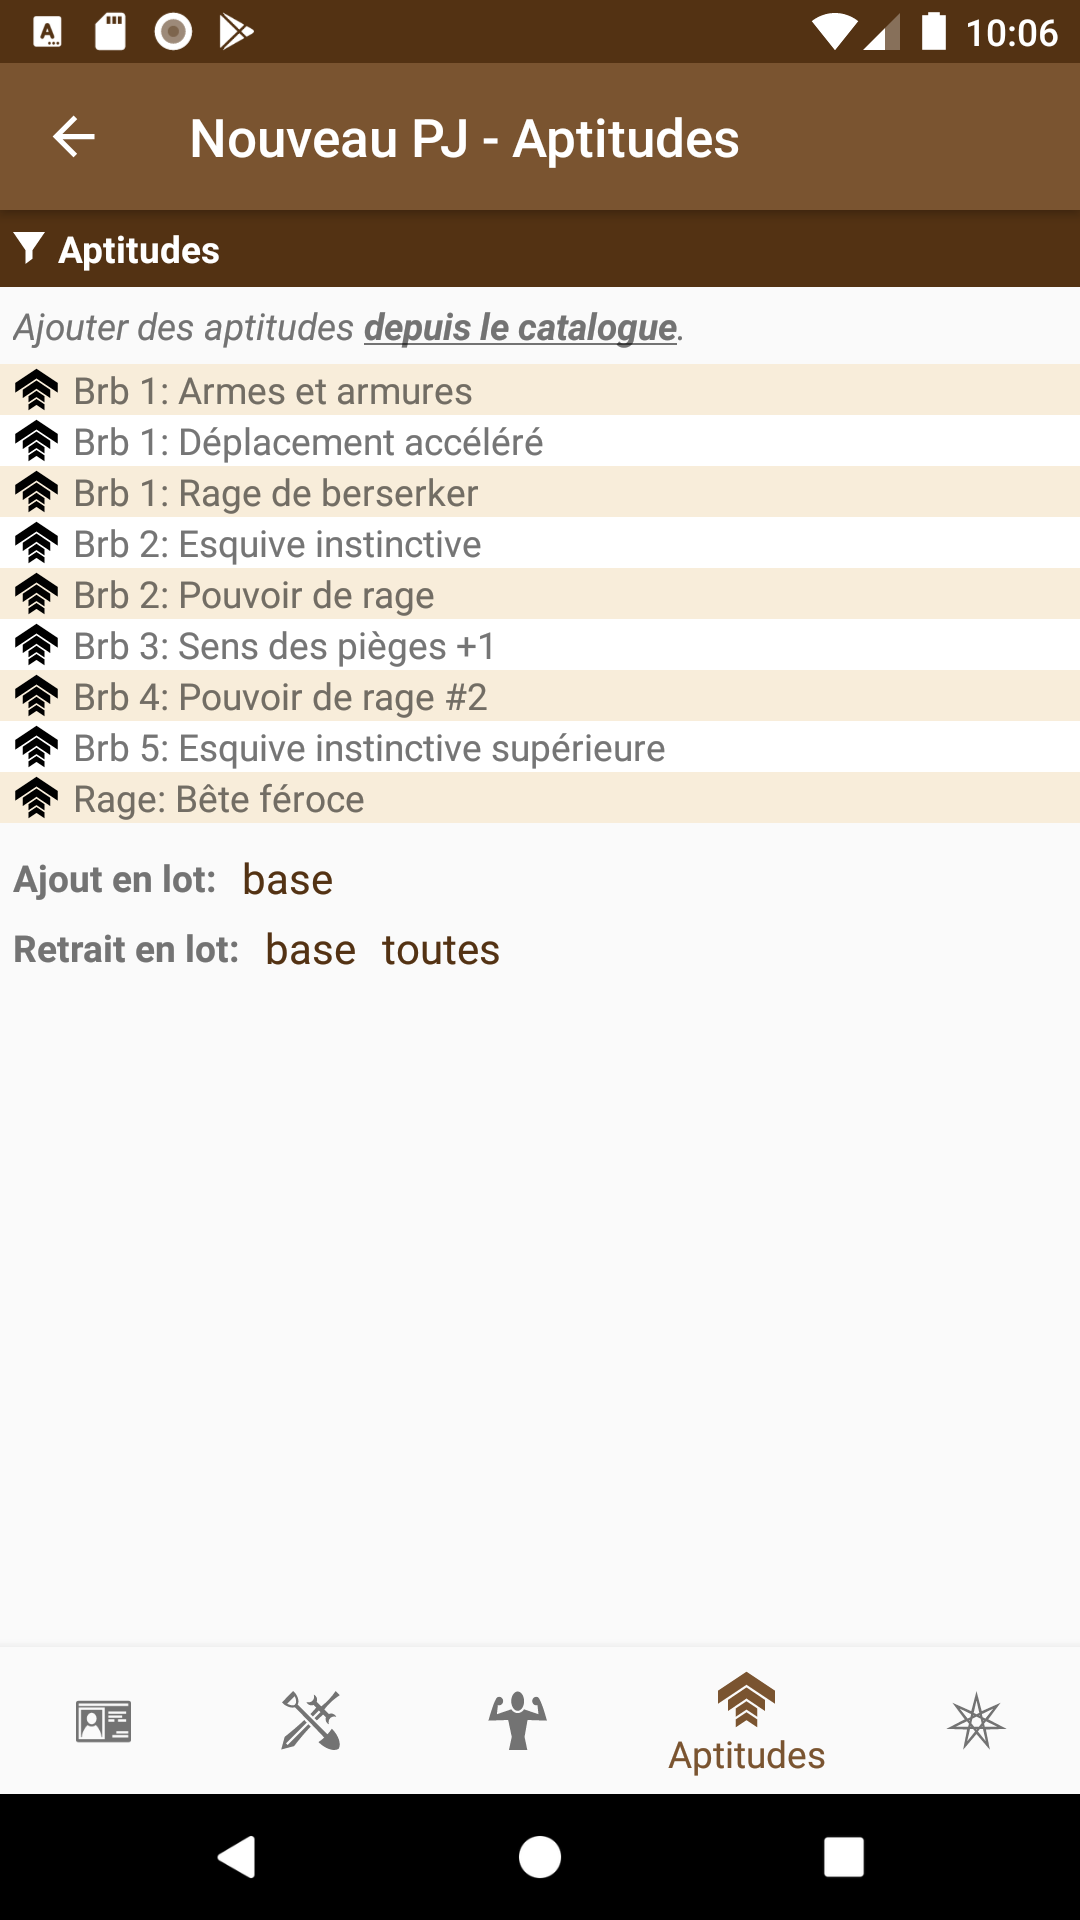 10:06
Nouveau PJ - Aptitudes
Aptitudes
Ajouter des aptitudes depuis le catalogue.
Brb 1: Armes et armures
Brb 1: Déplacement accéléré
Brb 1: Rage de berserker
Brb 2: Esquive instinctive
Brb 2: Pouvoir de rage
Brb 3: Sens des pièges +1
Brb 4: Pouvoir de rage #2
Brb 5: Esquive instinctive supérieure
Rage: Bête féroce
Ajout en lot: base
Retrait en lot: base toutes
Aptitudes